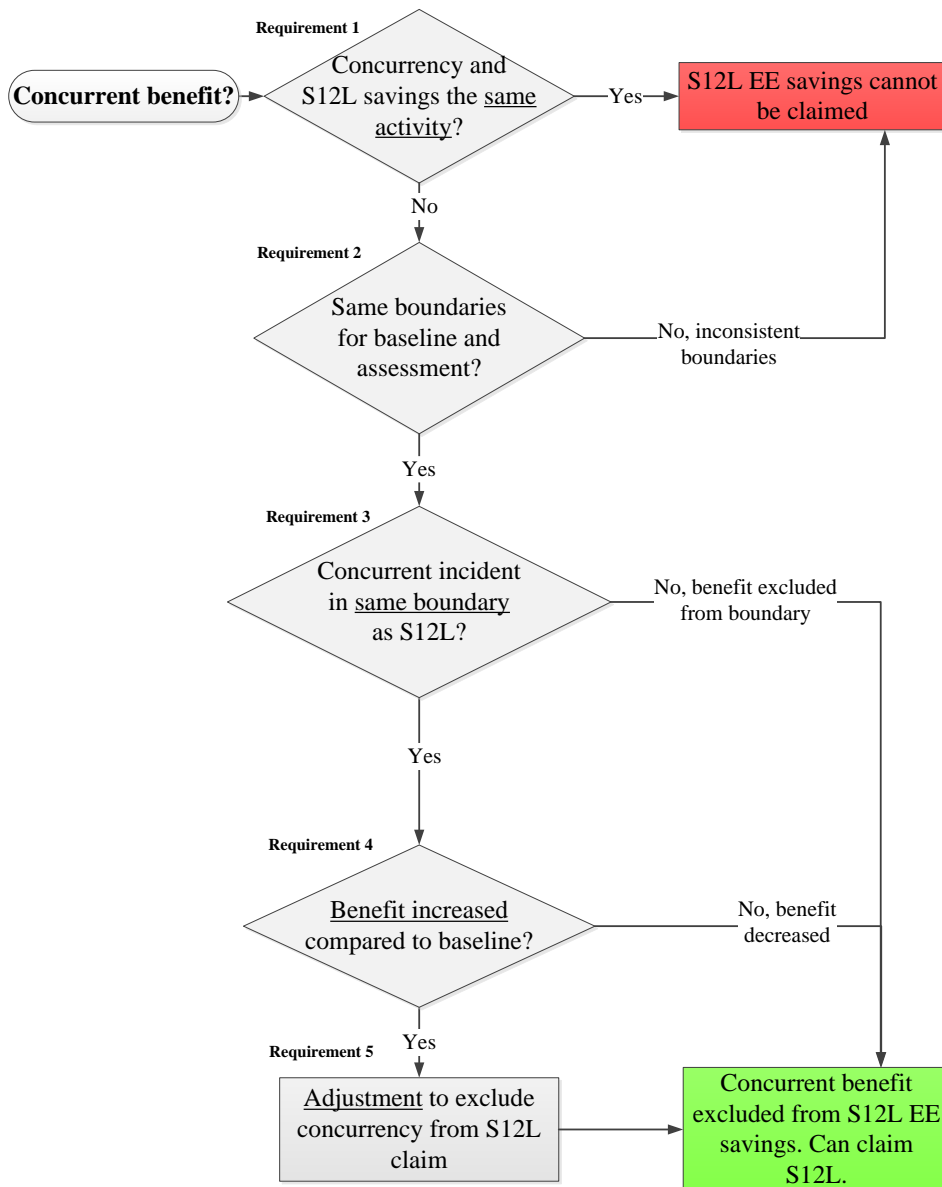 Requirement 1
Concurrent benefit?
Concurrency and
S12L savings the same
activity?
Yes
S12L EE savings cannot
be claimed
No
Requirement 2
Same boundaries
for baseline and
assessment?
No, inconsistent
boundaries
Yes
Requirement 3
Concurrent incident
in same boundary
as S12L?
No, benefit excluded
from boundary
Yes
Requirement 4
Benefit increased
compared to baseline?
No, benefit
decreased
Yes
Requirement 5
Adjustment to exclude
concurrency from S12L
claim
Concurrent benefit
excluded from S12L EE
savings. Can claim
S12L.